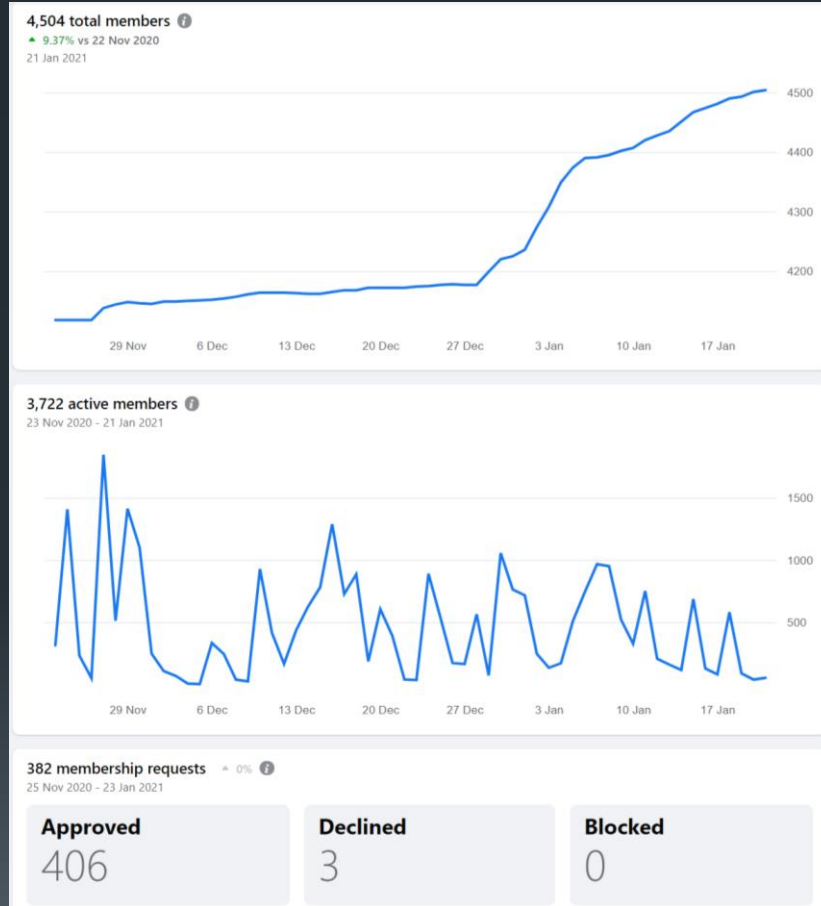 4,504 total members
9.37% vs 22 Nov 2020
21 Jan 2021
4500
4400
4300
4200
29 Nov 6 Dec 13 Dec 20 Dec 27 Dec 3 Jan 10 Jan 17 Jan
3,722 active members
23 Nov 2020 - 21 Jan 2021
1500
1000
500
29 Nov 6 Dec 13 Dec 20 Dec 27 Dec 3 Jan 10 Jan 17 Jan
382 membership requests 0%
25 Nov 2020 - 23 Jan 2021
Approved Declined Blocked
406 3 0